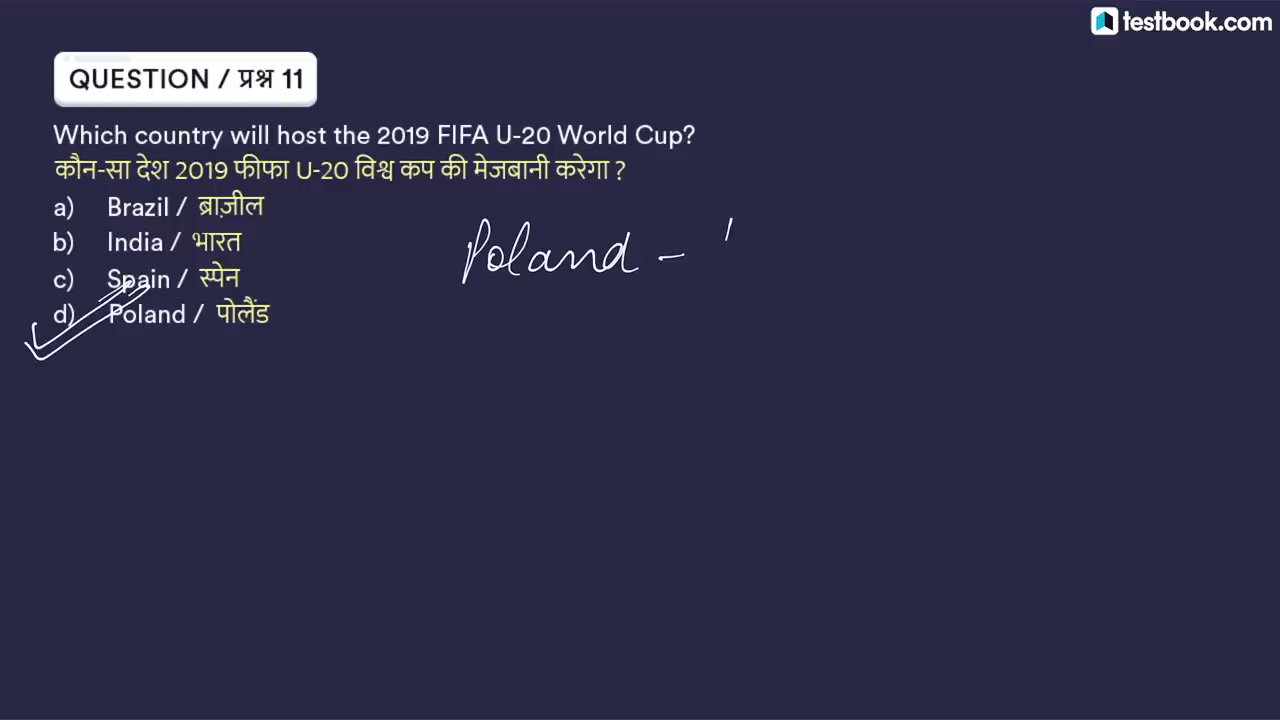 testbook.com
QUESTION / प्रश्न 11
Which country will host the 2019 FIFA U-20 World Cup?
कौन-सा देश 2019 फीफा U-20 विश्व कप की मेजबानी करेगा ?
a) Brazil / ब्राज़ील
b) India / भारत
Poland -
c) Spain / स्पेन
d) Poland / पोलैंड